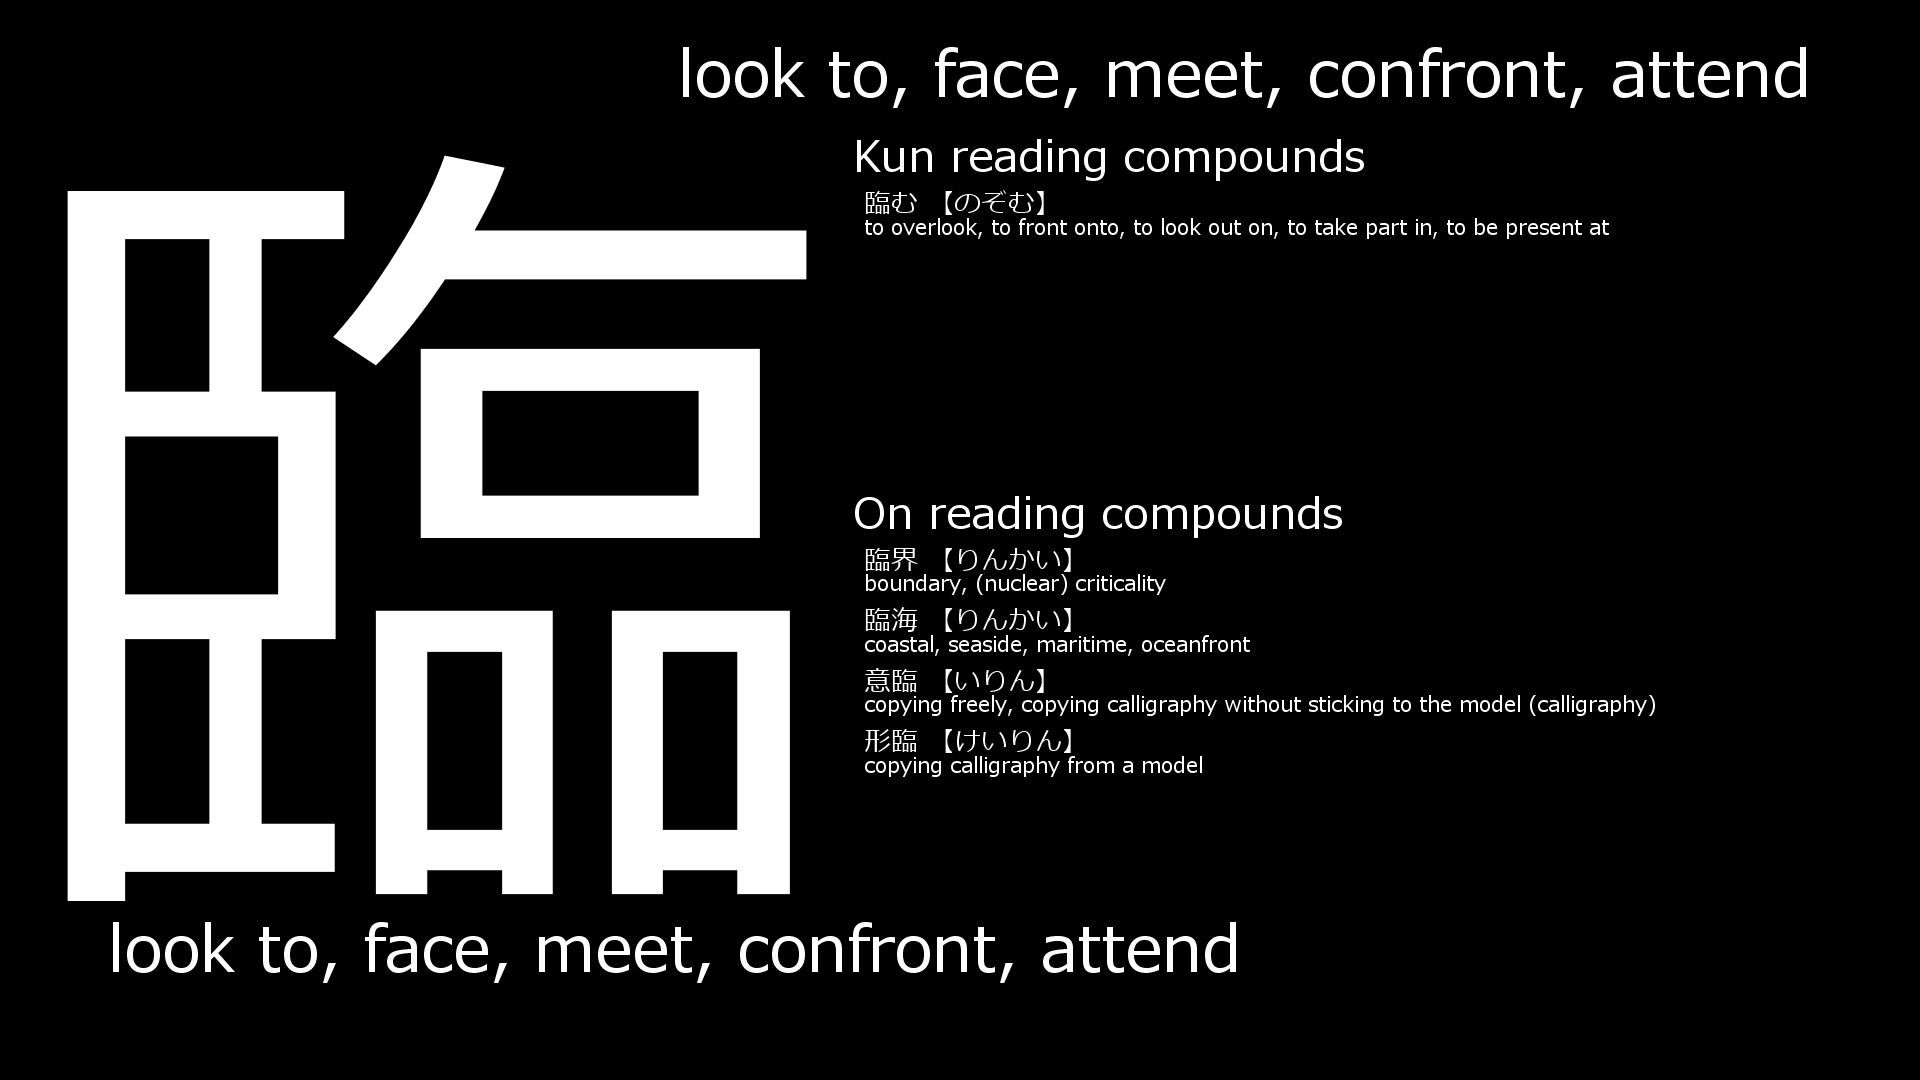 look to, face, meet, confront, attend
臨
Kun reading compounds
臨む 【のぞむ】
to overlook, to front onto, to look out on, to take part in, to be present at
On reading compounds
臨界 【りんかい】
boundary, (nuclear) criticality
臨海 【りんかい】
coastal, seaside, maritime, oceanfront
意臨 【いりん】
copying freely, copying calligraphy without sticking to the model (calligraphy)
形臨 【けいりん】
copying calligraphy from a model
look to, face, meet, confront, attend